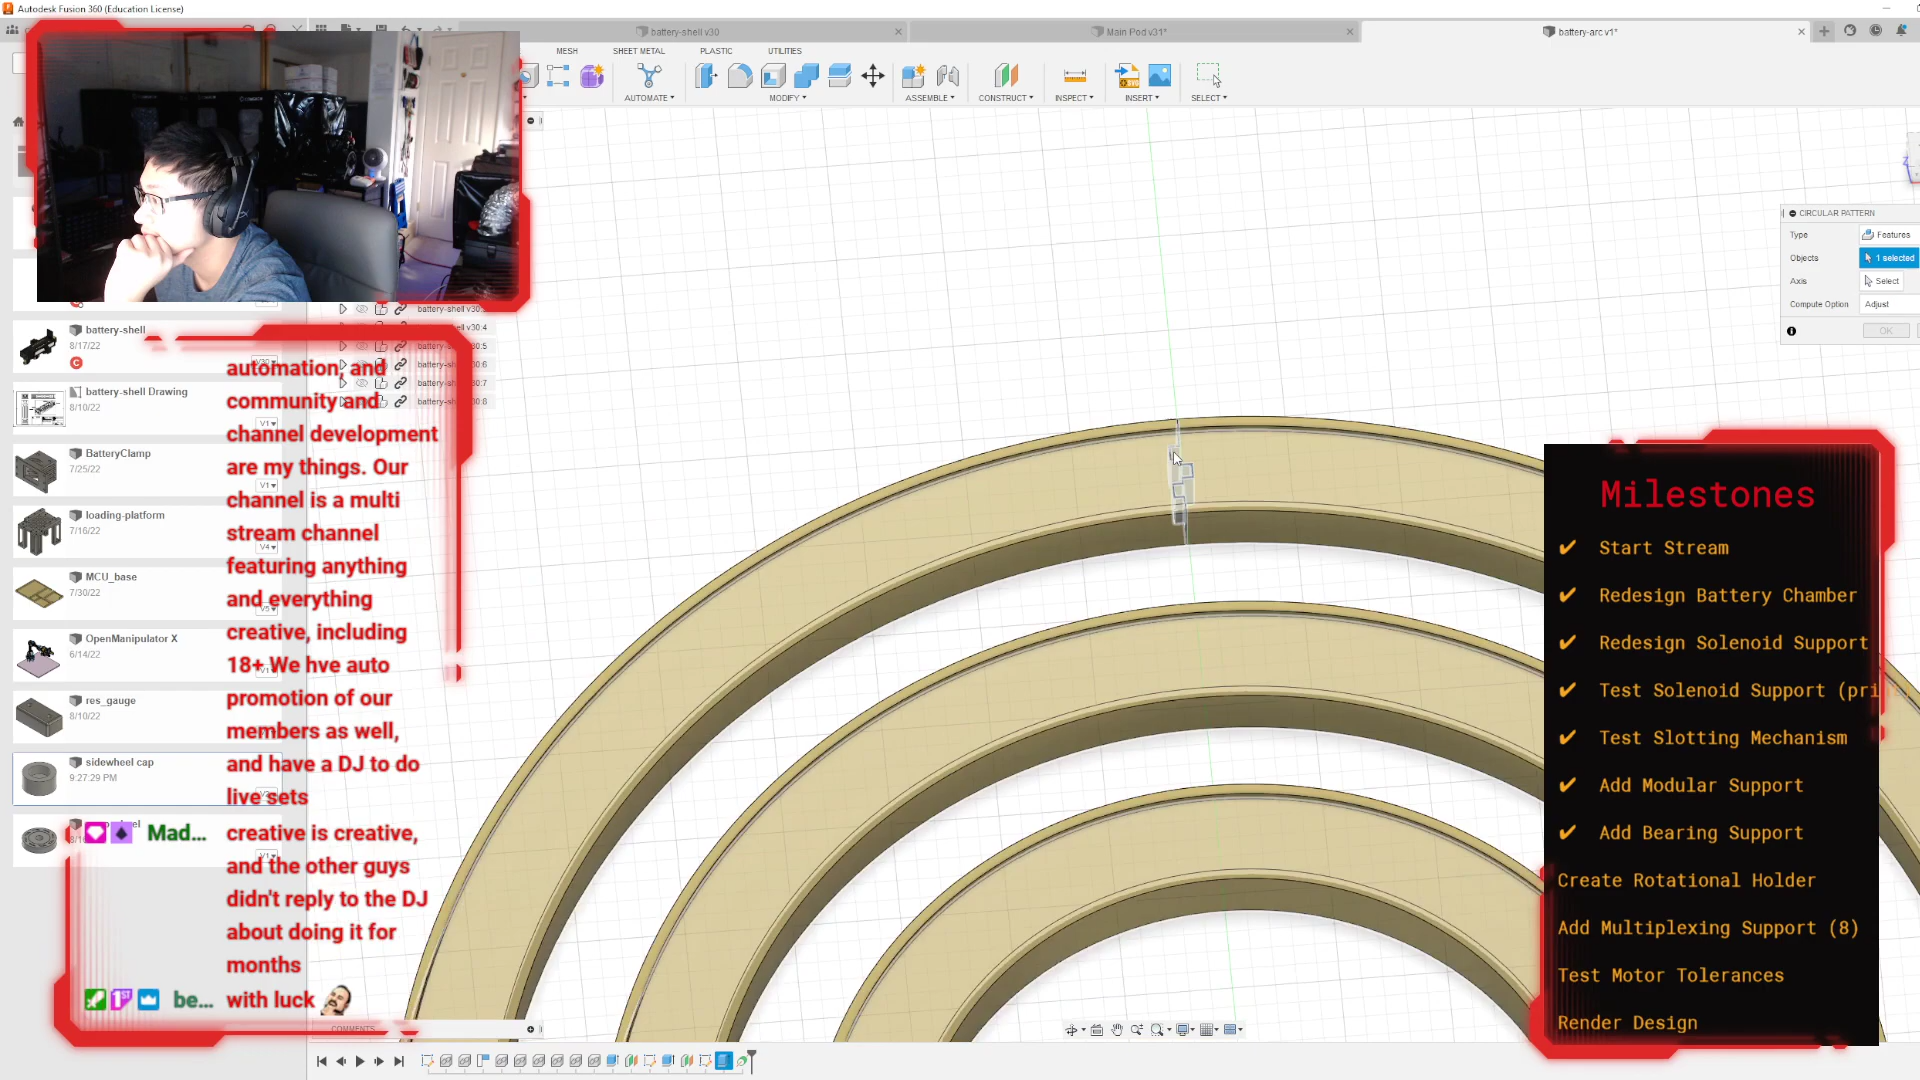 Autodesk Fusion 360 (Education License)
battery-shell v30
Main Pod v31*
battery-arc v1*
MESH
SHEET METAL
PLASTIC
UTILITIES
AUTOMATE
MODIFY
ASSEMBLE
CONSTRUCT
INSPECT
INSERT
SELECT
CIRCULAR PATTERN
Type
Features
Objects
1 selected
Axis
Select
Compute Option
Adjust
OK
battery-shell
8/17/22
battery-shell Drawing
8/10/22
BatteryClamp
7/25/22
V1
loading-platform
7/16/22
V4
MCU_base
7/30/22
V5
OpenManipulator X
6/14/22
res_gauge
8/10/22
sidewheel cap
9:27:29 PM
automation, and
community and
channel development
are my things. Our
channel is a multi
stream channel
featuring anything
and everything
creative, including
18+ We hve auto
promotion of our
members as well,
and have a DJ to do
live sets
Mad...
creative is creative,
and the other guys
didn't reply to the DJ
about doing it for
months
be...
with luck
COMMENTS
Milestones
✔ Start Stream
✔ Redesign Battery Chamber
✔ Redesign Solenoid Support
✔ Test Solenoid Support (pri
✔ Test Slotting Mechanism
✔ Add Modular Support
✔ Add Bearing Support
Create Rotational Holder
Add Multiplexing Support (8)
Test Motor Tolerances
Render Design